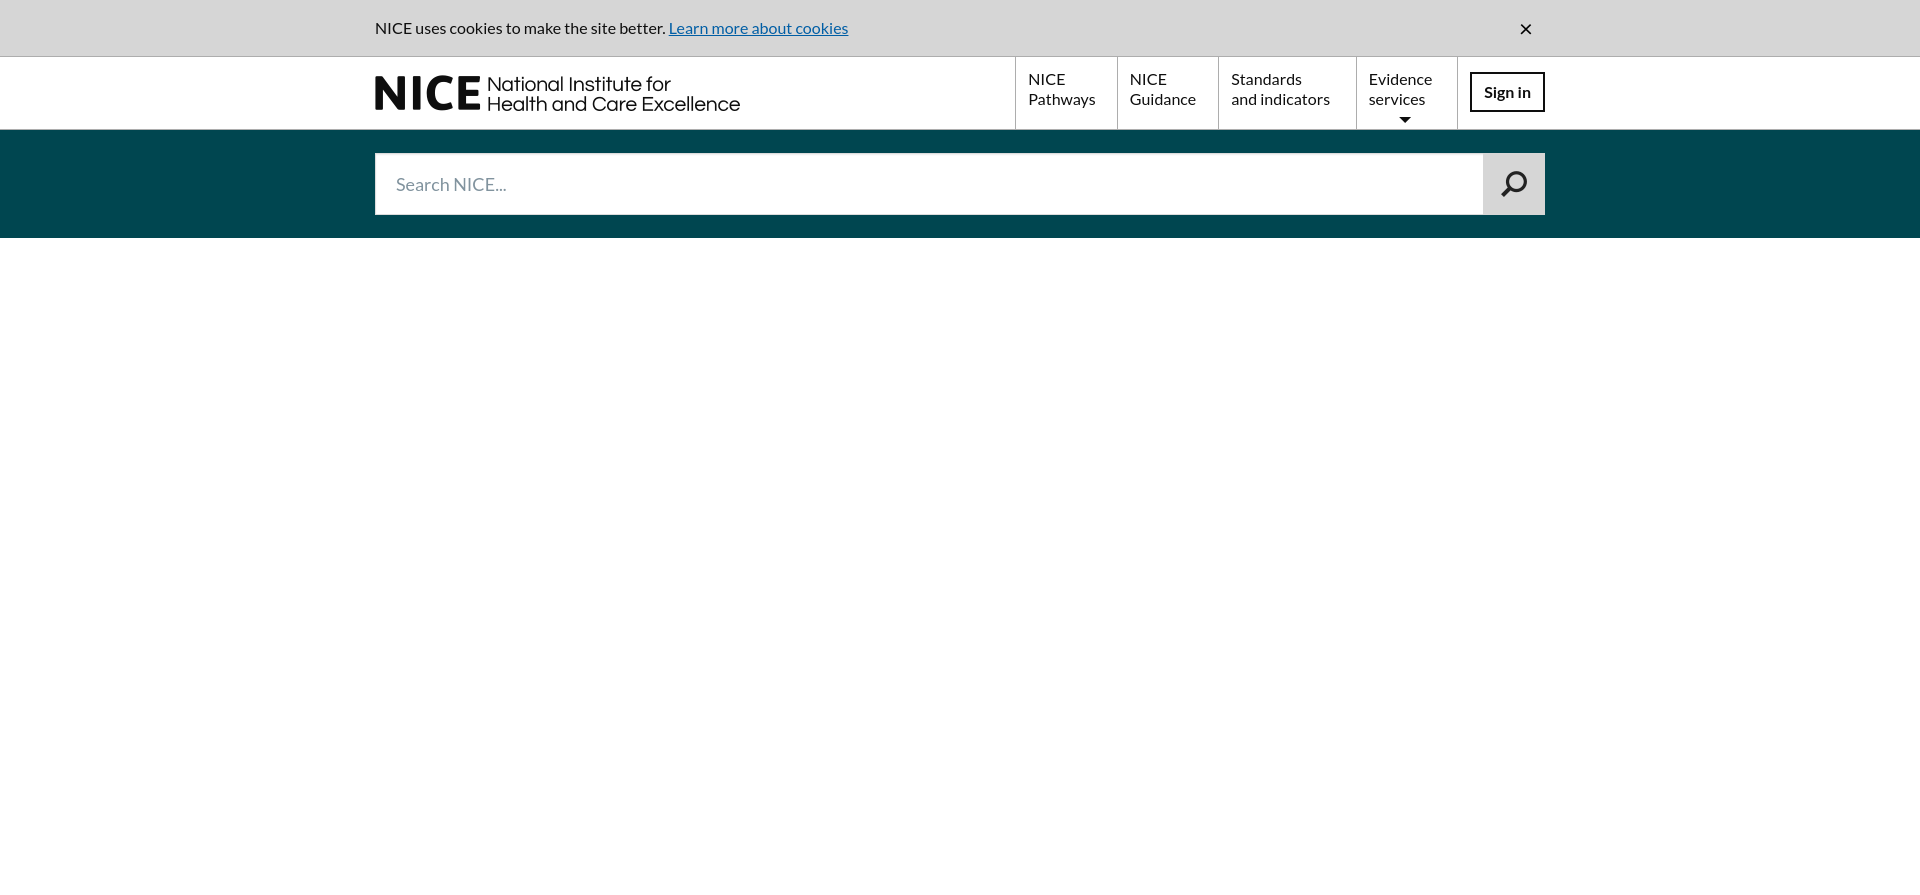 NICE uses cookies to make the site better. Learn more about cookies
NICE National Institute for
Health and Care Excellence
NICE
Pathways
NICE
Guidance
Standards
and indicators
Evidence
services
Sign in
Search NICE...